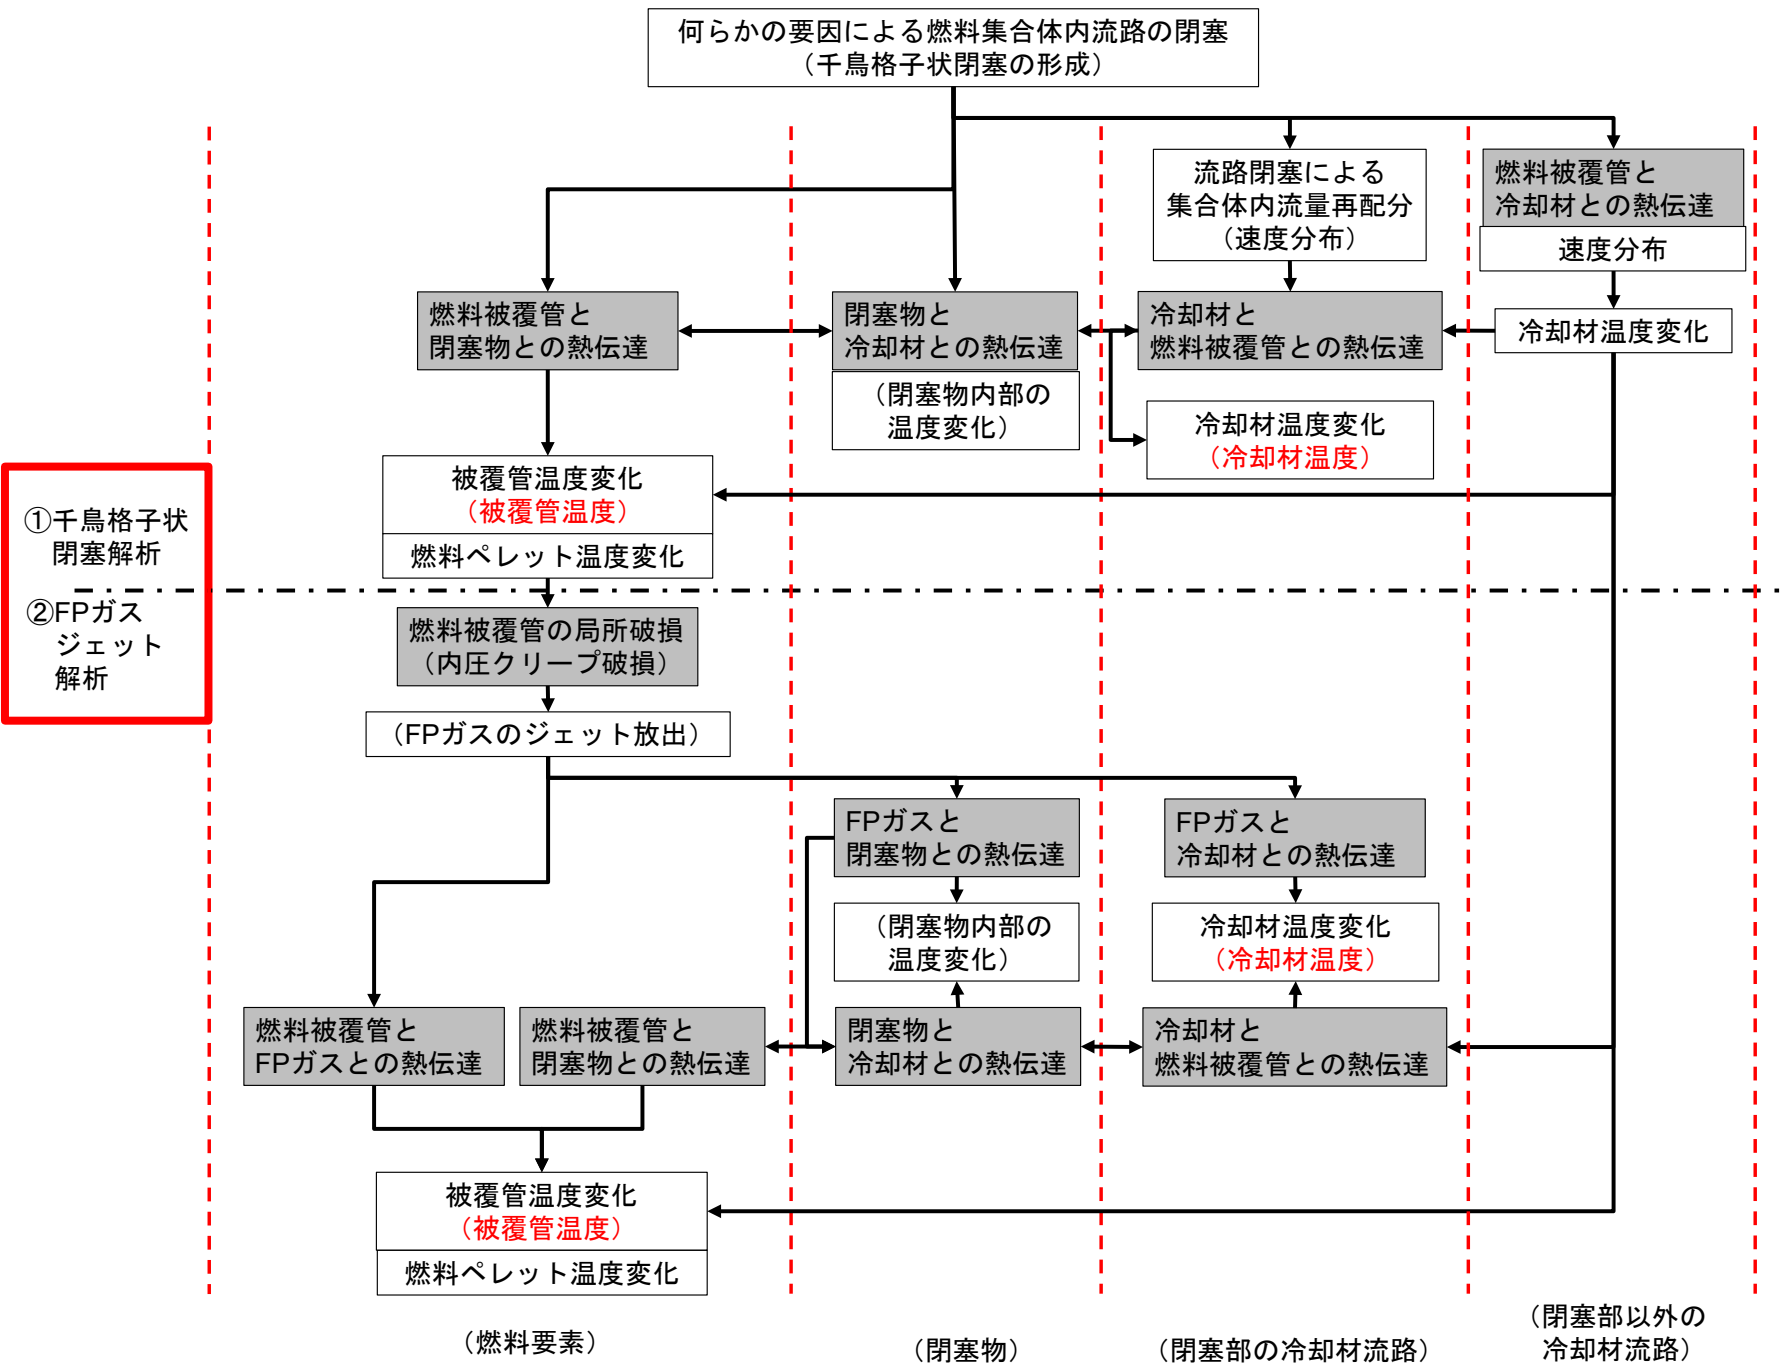 何らかの要因による燃料集合体内流路の閉塞
（千鳥格子状閉塞の形成）
流路閉塞による
集合体内流量再配分
（速度分布）
燃料被覆管と
冷却材との熱伝達
速度分布
燃料被覆管と
閉塞物との熱伝達
閉塞物と
冷却材との熱伝達
（閉塞物内部の
温度変化）
冷却材と
燃料被覆管との熱伝達
冷却材温度変化
冷却材温度変化
（冷却材温度）
被覆管温度変化
（被覆管温度）
燃料ペレット温度変化
①千鳥格子状
閉塞解析
②FPガス
ジェット
解析
燃料被覆管の局所破損
（内圧クリープ破損）
（FPガスのジェット放出）
FPガスと
閉塞物との熱伝達
FPガスと
冷却材との熱伝達
（閉塞物内部の
温度変化）
冷却材温度変化
（冷却材温度）
燃料被覆管と
FPガスとの熱伝達
燃料被覆管と
閉塞物との熱伝達
閉塞物と
冷却材との熱伝達
冷却材と
燃料被覆管との熱伝達
被覆管温度変化
（被覆管温度）
燃料ペレット温度変化
（燃料要素）
（閉塞物）
（閉塞部の冷却材流路）
（閉塞部以外の
冷却材流路）